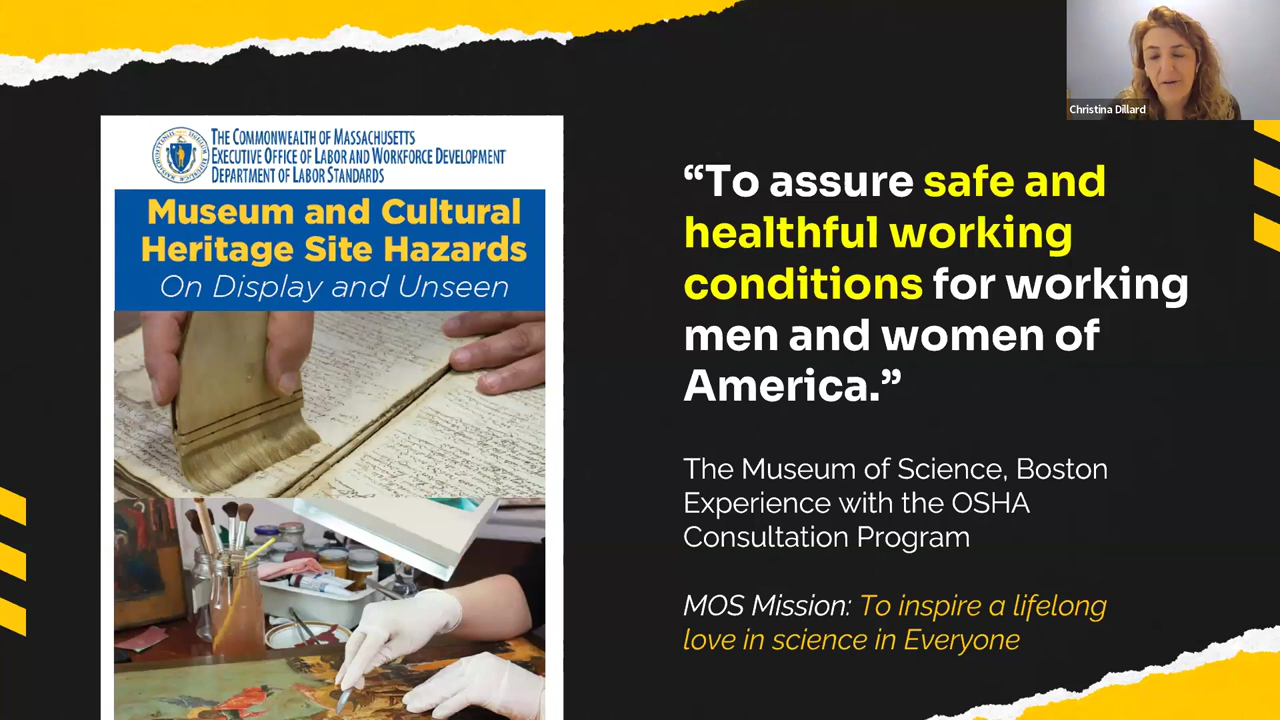 Christina Dillard
THE COMMONWEALTH OF MASSACHUSETTS
EXECUTIVE OFFICE OF LABOR AND WORKFORCE DEVELOPMENT
DEPARTMENT OF LABOR STANDARDS
Museum and Cultural
Heritage Site Hazards
On Display and Unseen
“To assure safe and
healthful working
conditions for working
men and women of
America.”
The Museum of Science, Boston
Experience with the OSHA
Consultation Program
MOS Mission: To inspire a lifelong
love in science in Everyone